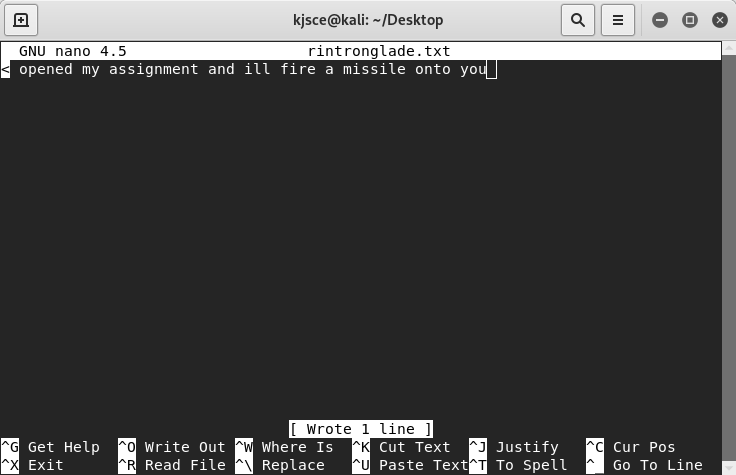 kjsce@kali: ~/Desktop
GNU nano 4.5 rintronglade.txt
< opened my assignment and ill fire a missile onto you
[ Wrote 1 line ]
^G Get Help ^O Write Out ^W Where Is ^K Cut Text ^J Justify ^C Cur Pos
^X Exit ^R Read File ^\ Replace ^U Paste Text ^T To Spell ^_ Go To Line